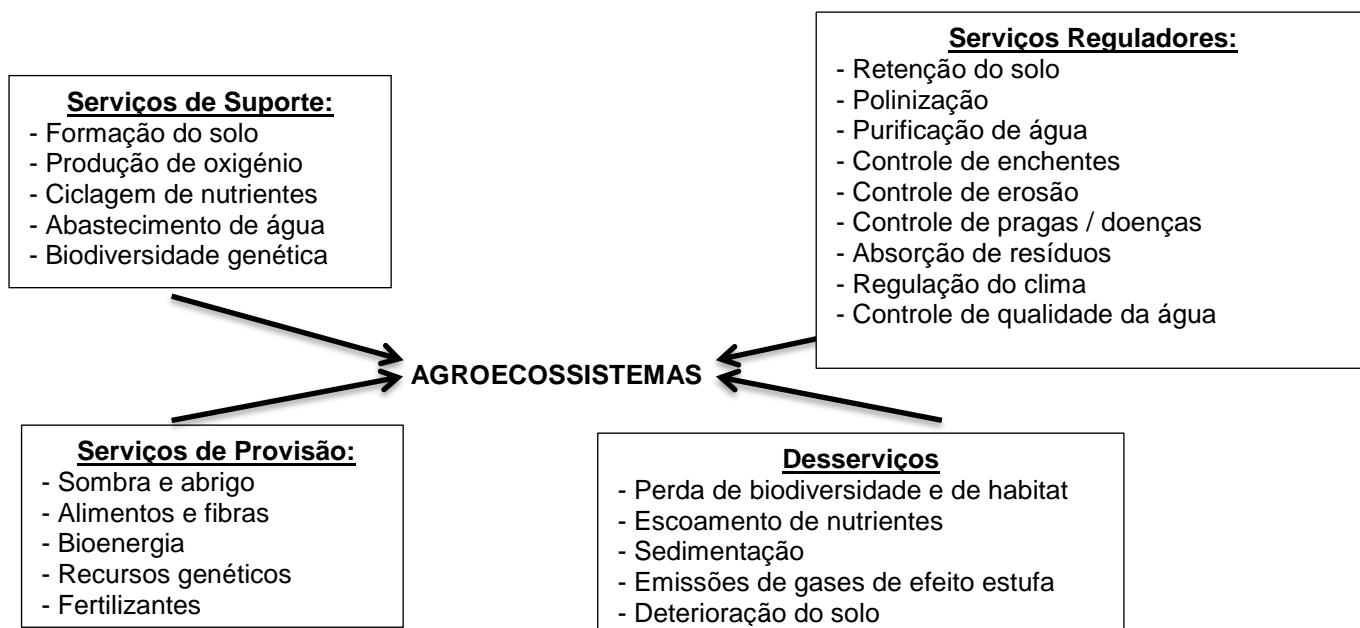 Serviços de Suporte:
- Formação do solo
- Produção de oxigénio
- Ciclagem de nutrientes
- Abastecimento de água
- Biodiversidade genética
Serviços Reguladores:
- Retenção do solo
- Polinização
- Purificação de água
- Controle de enchentes
- Controle de erosão
- Controle de pragas / doenças
- Absorção de resíduos
- Regulação do clima
- Controle de qualidade da água
AGROECOSSISTEMAS
Serviços de Provisão:
- Sombra e abrigo
- Alimentos e fibras
- Bioenergia
- Recursos genéticos
- Fertilizantes
Desserviços
- Perda de biodiversidade e de habitat
- Escoamento de nutrientes
- Sedimentação
- Emissões de gases de efeito estufa
- Deterioração do solo